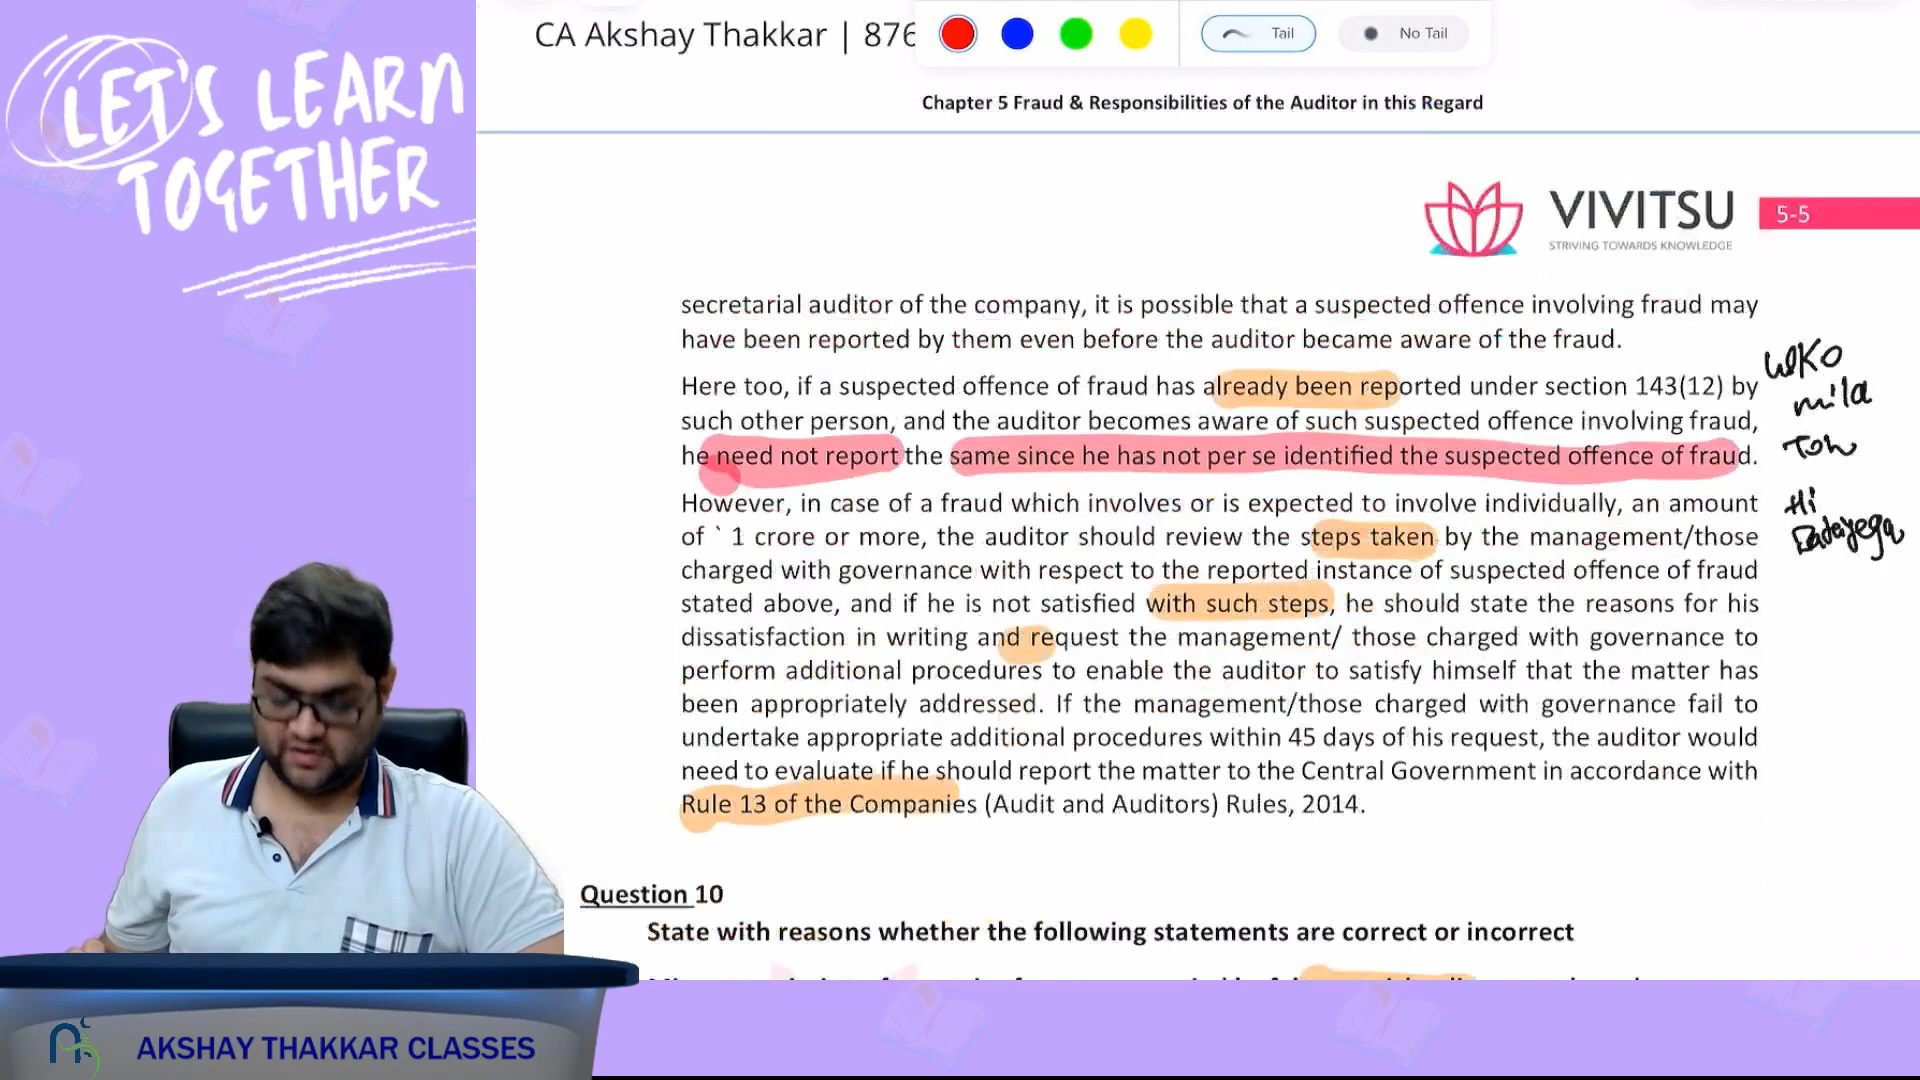 LET'S LEARN
TOGETHER
CA Akshay Thakkar | 876
Tail
No Tail
Chapter 5 Fraud & Responsibilities of the Auditor in this Regard
VIVITSU
STRIVING TOWARDS KNOWLEDGE
5-5
secretarial auditor of the company, it is possible that a suspected offence involving fraud may
have been reported by them even before the auditor became aware of the fraud.
Here too, if a suspected offence of fraud has already been reported under section 143(12) by
such other person, and the auditor becomes aware of such suspected offence involving fraud,
he need not report the same since he has not per se identified the suspected offence of fraud.
However, in case of a fraud which involves or is expected to involve individually, an amount
of ` 1 crore or more, the auditor should review the steps taken by the management/those
charged with governance with respect to the reported instance of suspected offence of fraud
stated above, and if he is not satisfied with such steps, he should state the reasons for his
dissatisfaction in writing and request the management/ those charged with governance to
perform additional procedures to enable the auditor to satisfy himself that the matter has
been appropriately addressed. If the management/those charged with governance fail to
undertake appropriate additional procedures within 45 days of his request, the auditor would
need to evaluate if he should report the matter to the Central Government in accordance with
Rule 13 of the Companies (Audit and Auditors) Rules, 2014.
mila
Toh
Hi
Question 10
State with reasons whether the following statements are correct or incorrect
AKSHAY THAKKAR CLASSES